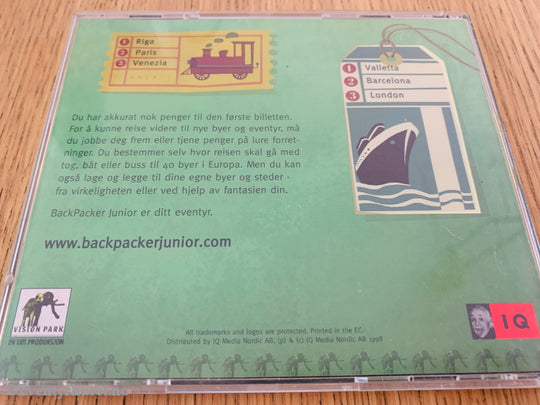 1 Riga
2 Paris
3 Venezia
1 Valletta
2 Barcelona
3 London
Du har akkurat nok penger til den første billetten.
For å kunne reise videre til nye byer og eventyr, må
du jobbe deg frem eller tjene penger på lure forret-
ninger. Du bestemmer selv hvor reisen skal gå med
tog, båt eller buss til 40 byer i Europa. Men du kan
også lage og legge til dine egne byer og steder -
fra virkeligheten eller ved hjelp av fantasien din.
BackPacker Junior er ditt eventyr.
www.backpackerjunior.com
VISION PARK
IQ
All trademarks and logos are protected. Printed in the EC.
Distributed by IQ Media Nordic AB, (p) & (c) IQ Media Nordic AB 1998